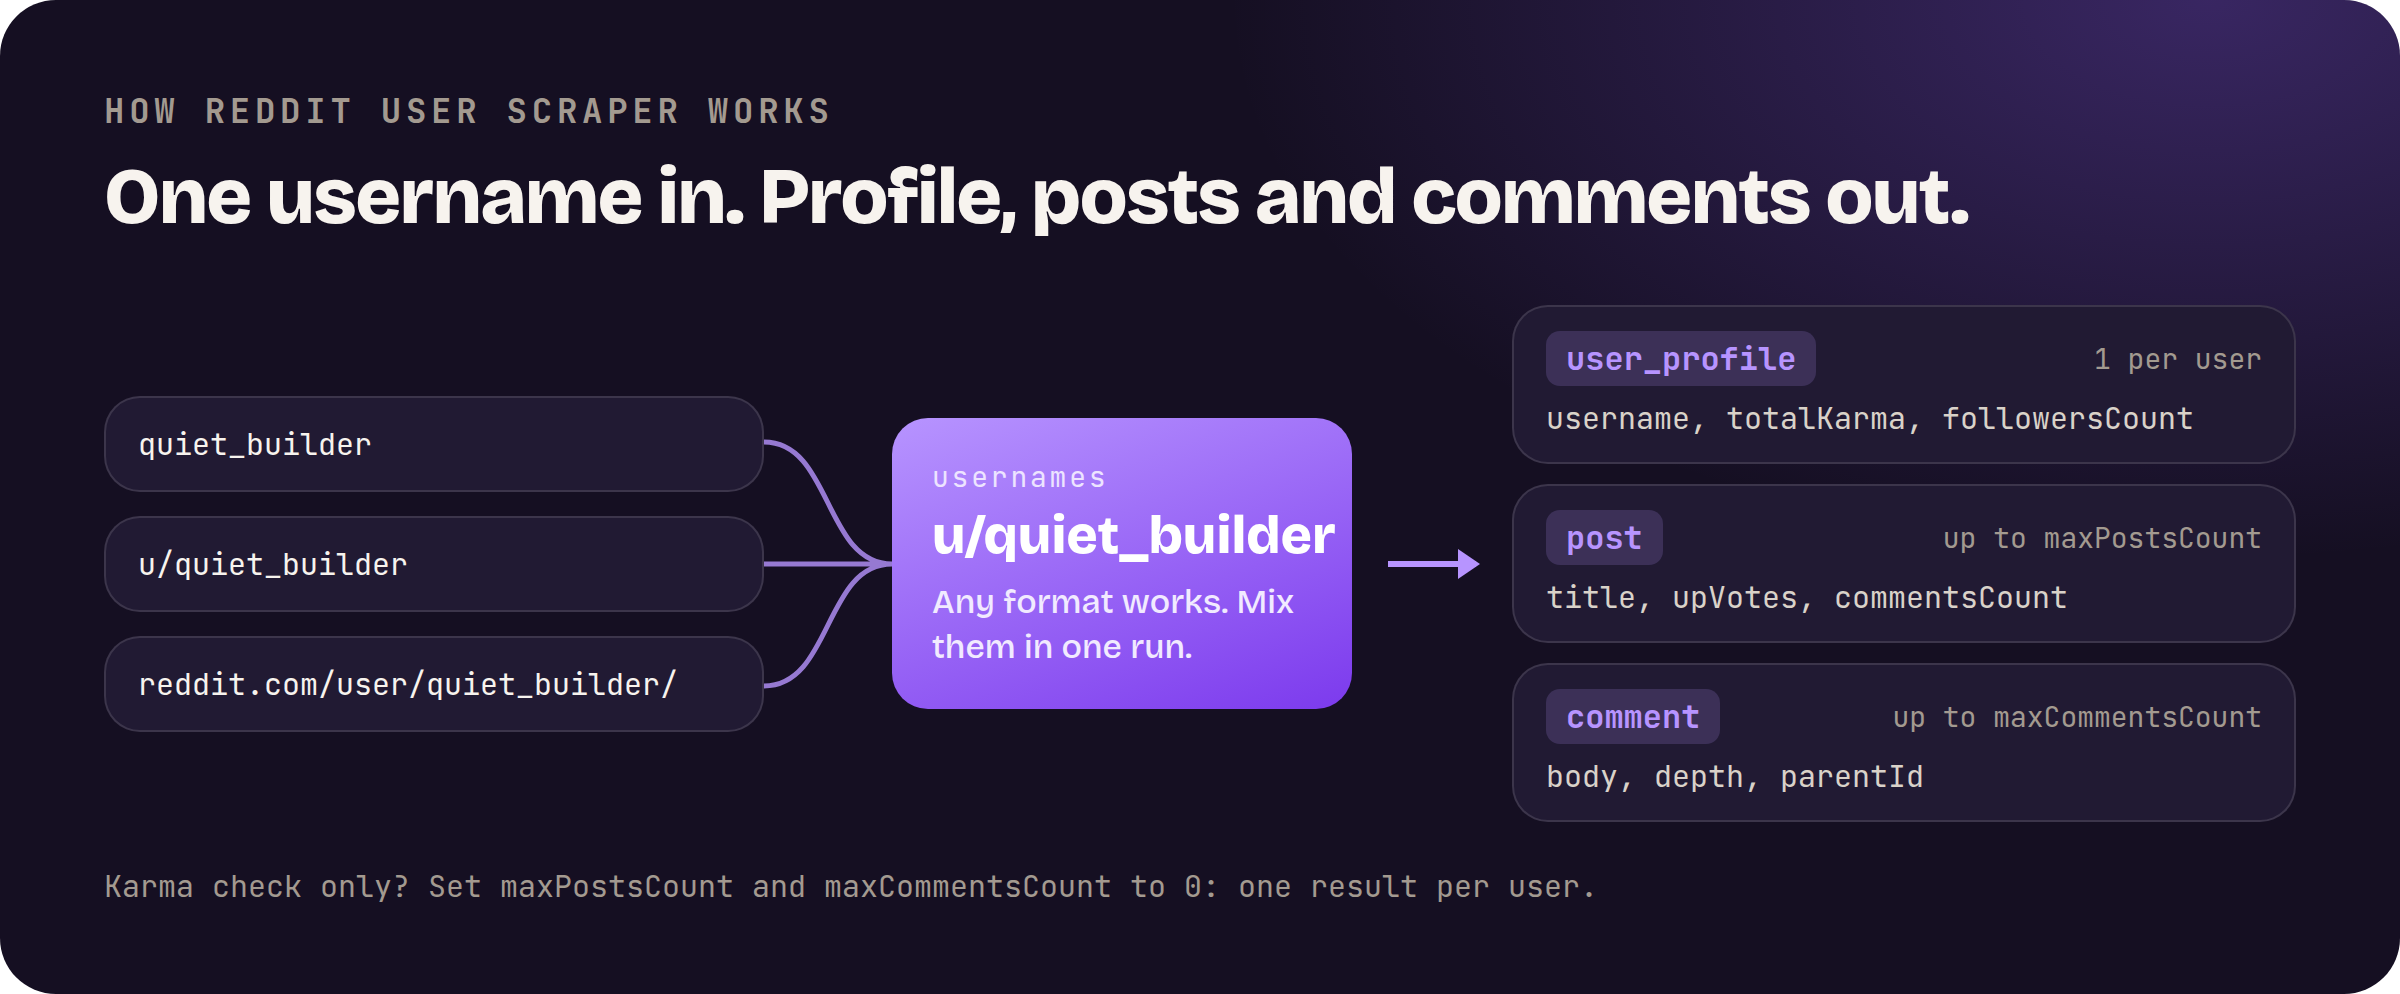 HOW REDDIT USER SCRAPER WORKS
One username in. Profile, posts and comments out.
quiet_builder
u/quiet_builder
reddit.com/user/quiet_builder/
usernames
u/quiet_builder
Any format works. Mix
them in one run.
user_profile
1 per user
username, totalKarma, followersCount
post
up to maxPostsCount
title, upVotes, commentsCount
comment
up to maxCommentsCount
body, depth, parentId
Karma check only? Set maxPostsCount and maxCommentsCount to 0: one result per user.